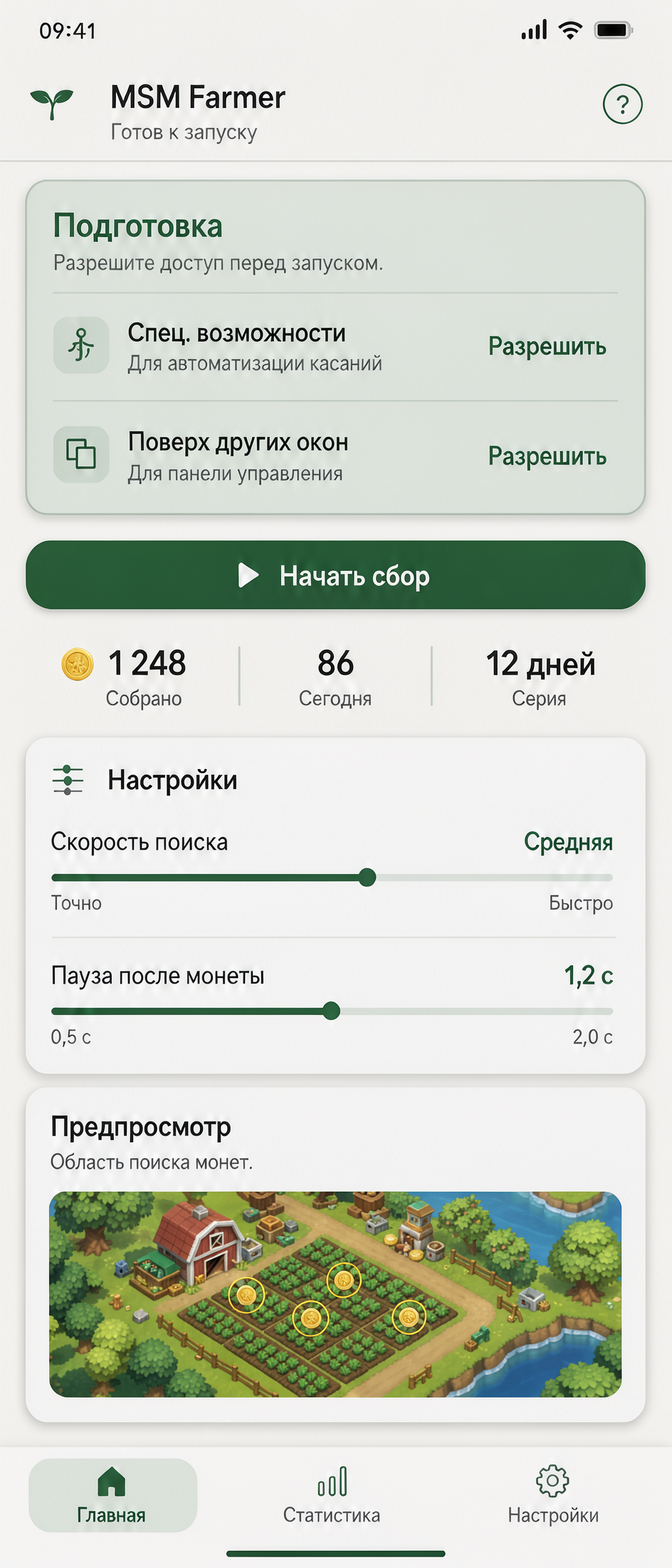 09:41
MSM Farmer
Готов к запуску
?
Подготовка
Разрешите доступ перед запуском.
Спец. возможности
Для автоматизации касаний
Разрешить
Поверх других окон
Для панели управления
Разрешить
Начать сбор
1 248
Собрано
86
Сегодня
12 дней
Серия
Настройки
Скорость поиска
Средняя
Точно
Быстро
Пауза после монеты
1,2 с
0,5 с
2,0 с
Предпросмотр
Область поиска монет.
Главная
Статистика
Настройки